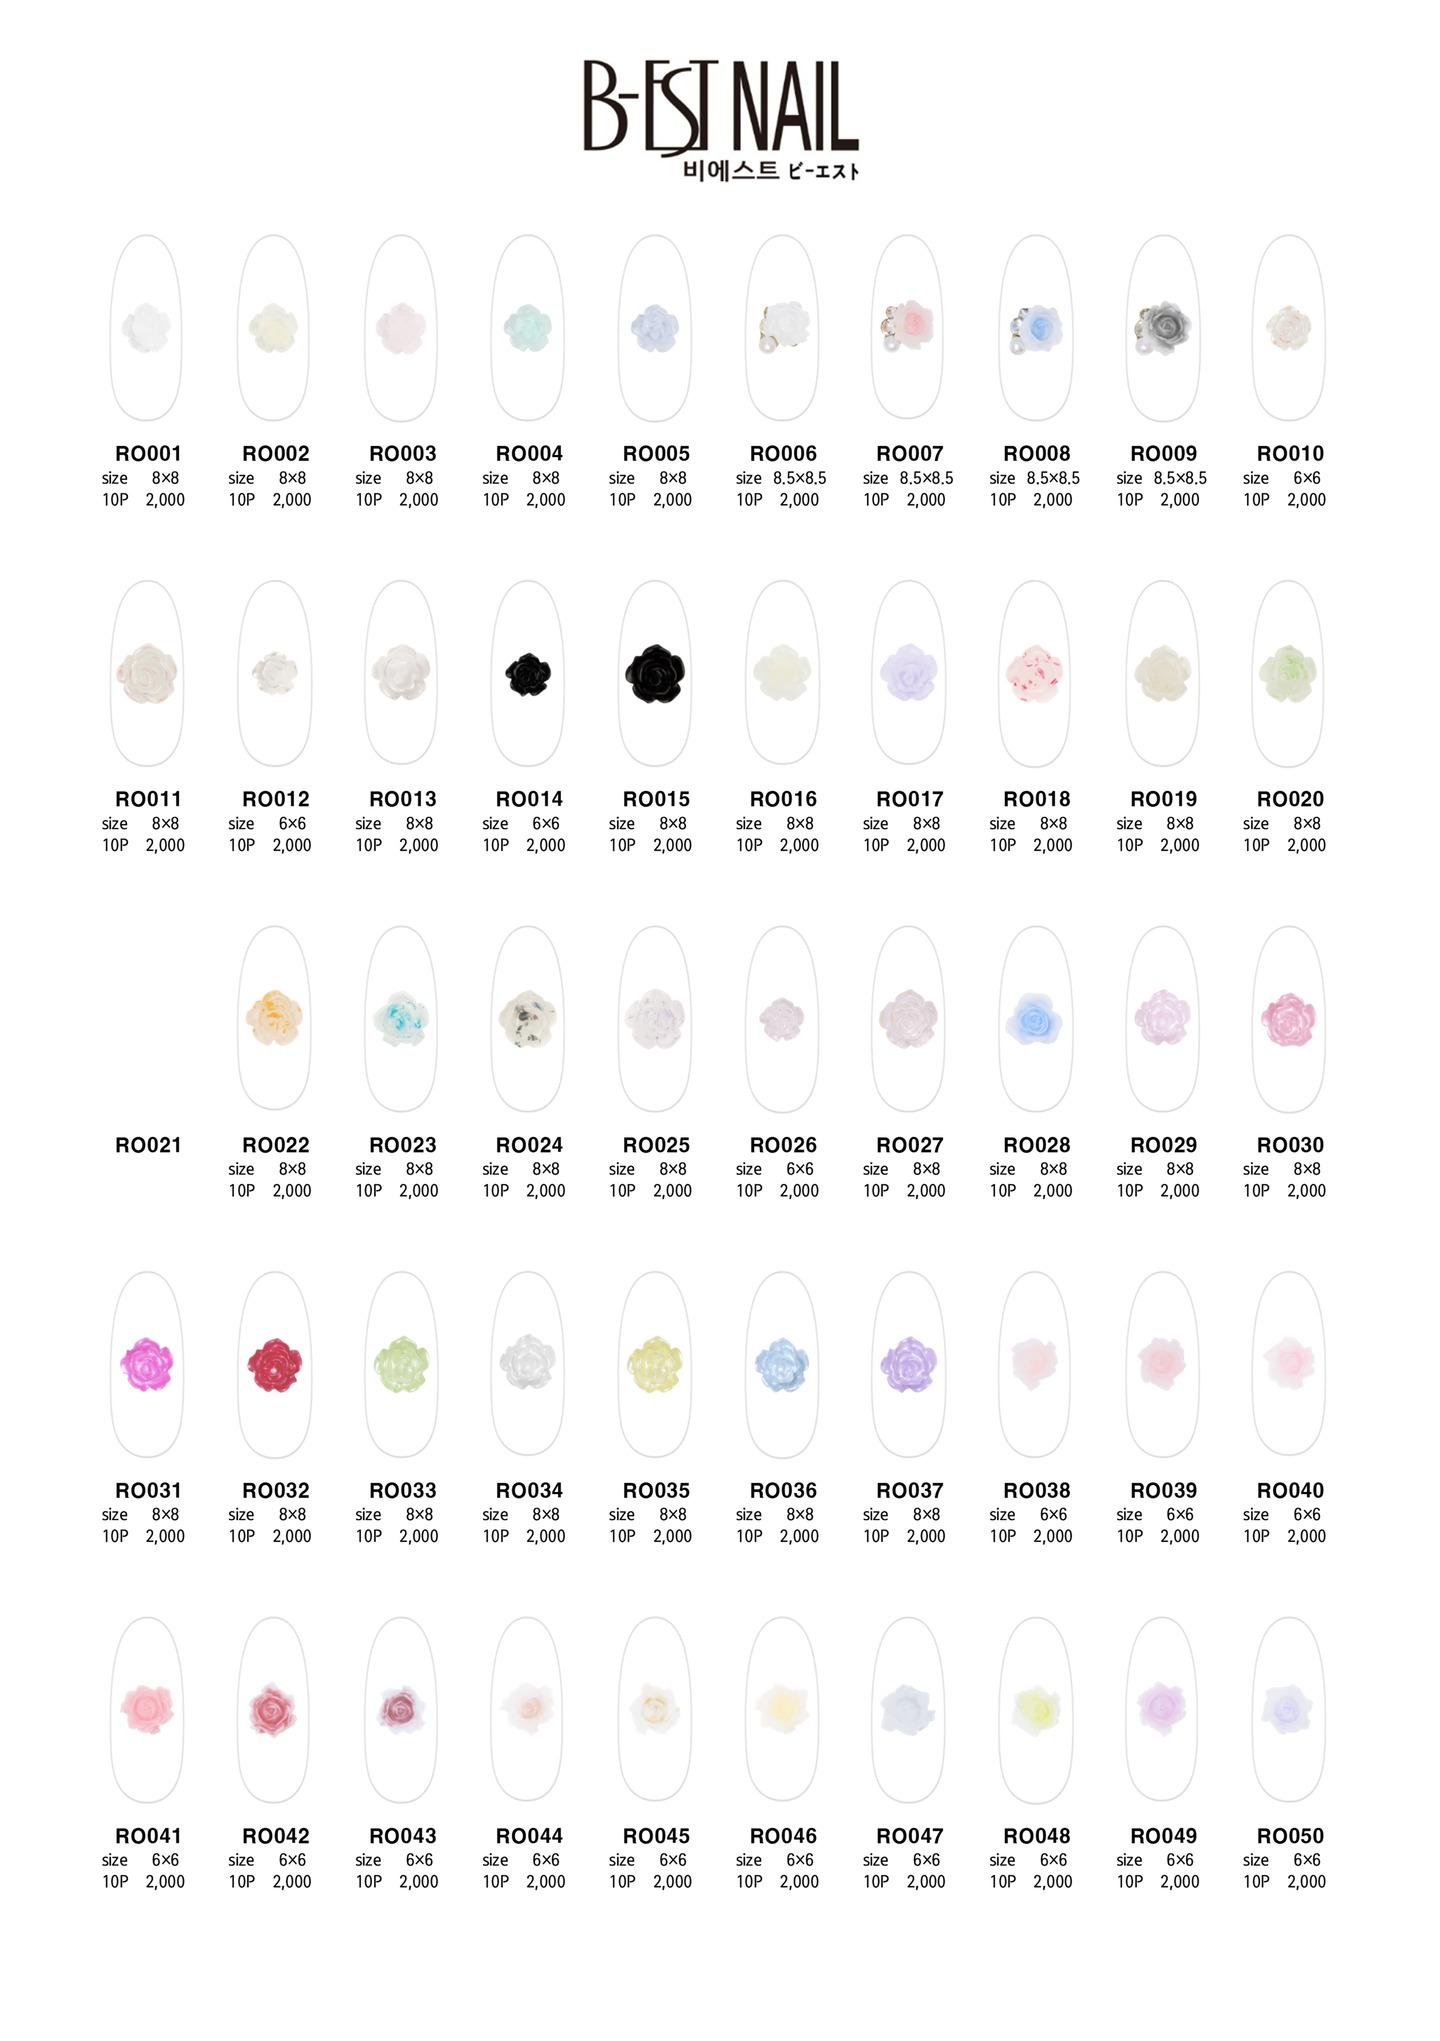 B-EST NAIL
비에스트 ビーエスト
RO001 RO002 RO003 RO004 RO005 RO006 RO007 RO008 RO009 RO010
size 8×8 size 8×8 size 8×8 size 8×8 size 8×8 size 8.5×8.5 size 8.5×8.5 size 8.5×8.5 size 8.5×8.5 size 6×6
10P 2,000 10P 2,000 10P 2,000 10P 2,000 10P 2,000 10P 2,000 10P 2,000 10P 2,000 10P 2,000 10P 2,000
RO011 RO012 RO013 RO014 RO015 RO016 RO017 RO018 RO019 RO020
size 8×8 size 6×6 size 8×8 size 6×6 size 8×8 size 8×8 size 8×8 size 8×8 size 8×8 size 8×8
10P 2,000 10P 2,000 10P 2,000 10P 2,000 10P 2,000 10P 2,000 10P 2,000 10P 2,000 10P 2,000 10P 2,000
RO021 RO022 RO023 RO024 RO025 RO026 RO027 RO028 RO029 RO030
size 8×8 size 8×8 size 8×8 size 8×8 size 6×6 size 8×8 size 8×8 size 8×8 size 8×8
10P 2,000 10P 2,000 10P 2,000 10P 2,000 10P 2,000 10P 2,000 10P 2,000 10P 2,000 10P 2,000
RO031 RO032 RO033 RO034 RO035 RO036 RO037 RO038 RO039 RO040
size 8×8 size 8×8 size 8×8 size 8×8 size 8×8 size 8×8 size 8×8 size 6×6 size 6×6 size 6×6
10P 2,000 10P 2,000 10P 2,000 10P 2,000 10P 2,000 10P 2,000 10P 2,000 10P 2,000 10P 2,000 10P 2,000
RO041 RO042 RO043 RO044 RO045 RO046 RO047 RO048 RO049 RO050
size 6×6 size 6×6 size 6×6 size 6×6 size 6×6 size 6×6 size 6×6 size 6×6 size 6×6 size 6×6
10P 2,000 10P 2,000 10P 2,000 10P 2,000 10P 2,000 10P 2,000 10P 2,000 10P 2,000 10P 2,000 10P 2,000